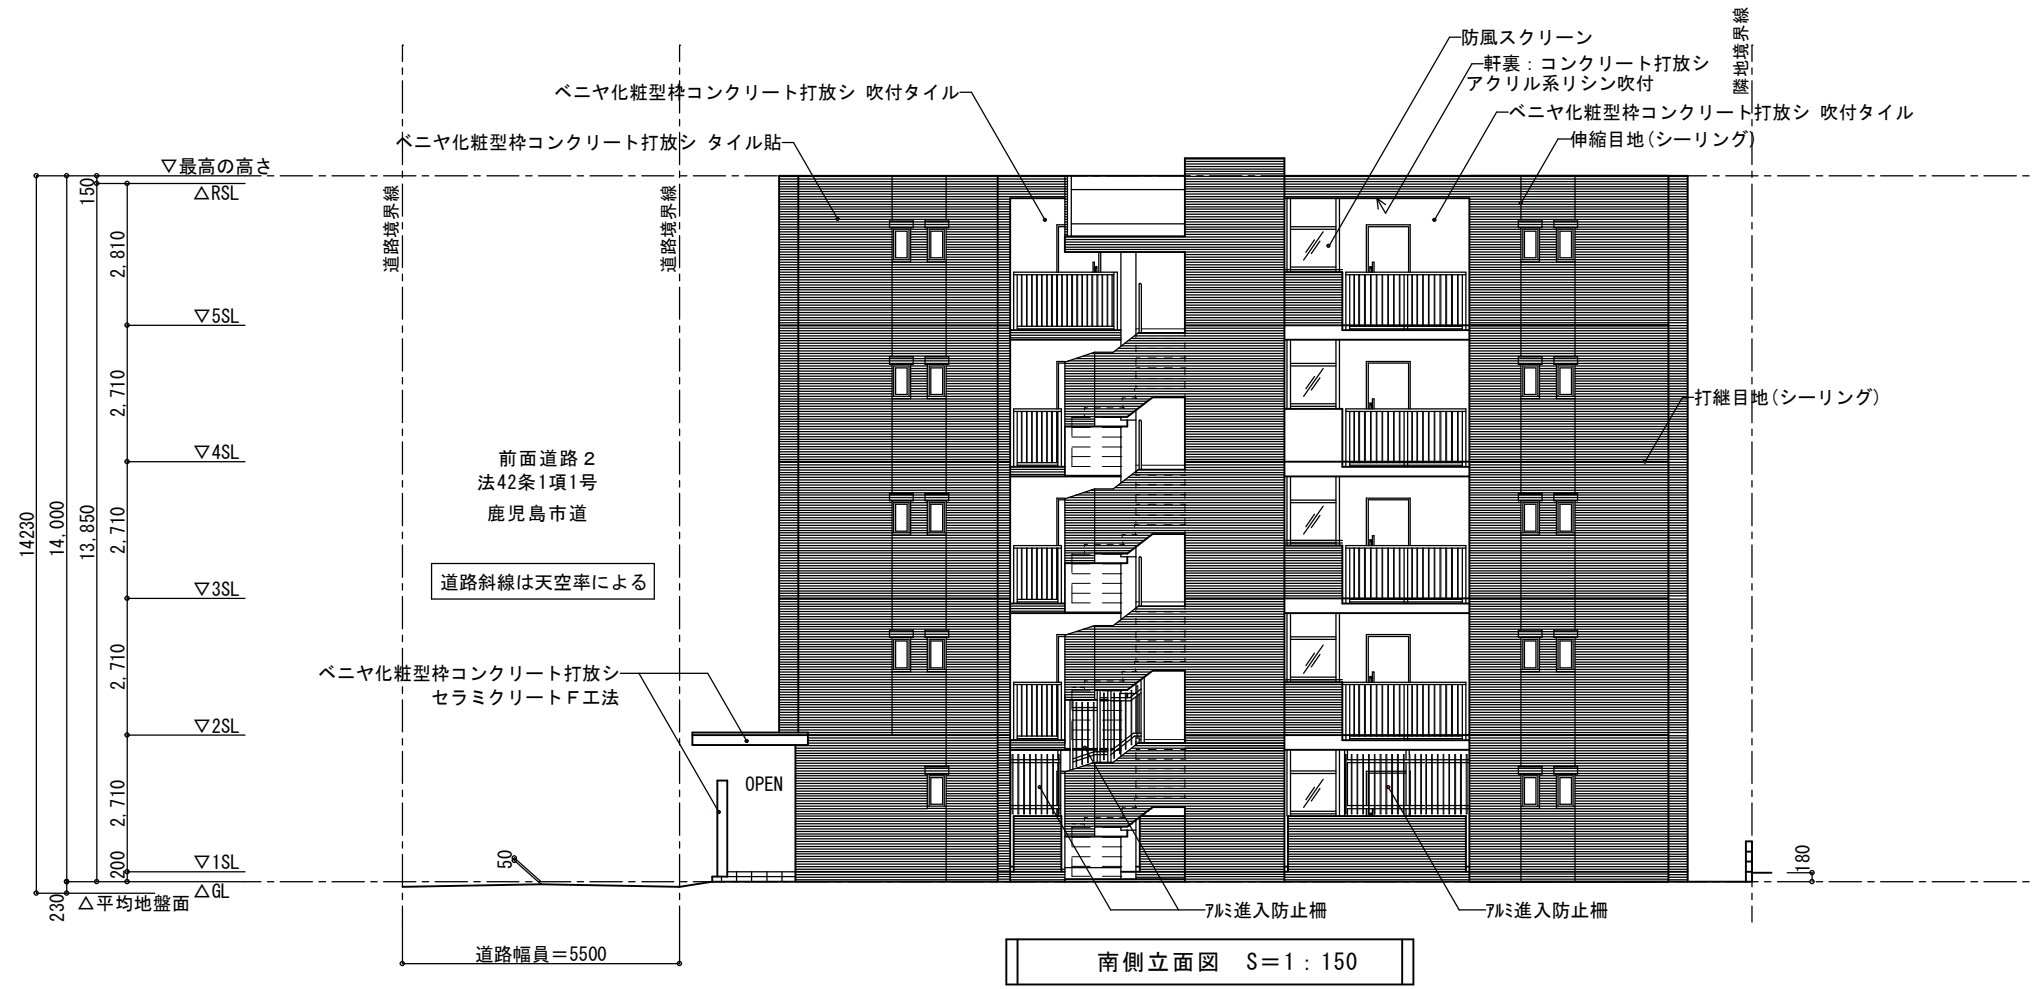 防風スクリーン
軒裏：コンクリート打放シ
アクリル系リシン吹付
隣地境界線
ベニヤ化粧型枠コンクリート打放シ 吹付タイル
ベニヤ化粧型枠コンクリート打放シ 吹付タイル
伸縮目地(シーリング)
ベニヤ化粧型枠コンクリート打放シ タイル貼
▽最高の高さ
150
△RSL
道路境界線
道路境界線
2,810
▽5SL
2,710
打継目地(シーリング)
▽4SL
前面道路２
法42条1項1号
鹿児島市道
14230
14,000
13,850
2,710
道路斜線は天空率による
▽3SL
2,710
ベニヤ化粧型枠コンクリート打放シ
セラミクリートＦ工法
▽2SL
OPEN
2,710
▽1SL
200
50
180
△GL
△平均地盤面
230
ｱﾙﾐ進入防止柵
ｱﾙﾐ進入防止柵
道路幅員＝5500
南側立面図 S＝1：150